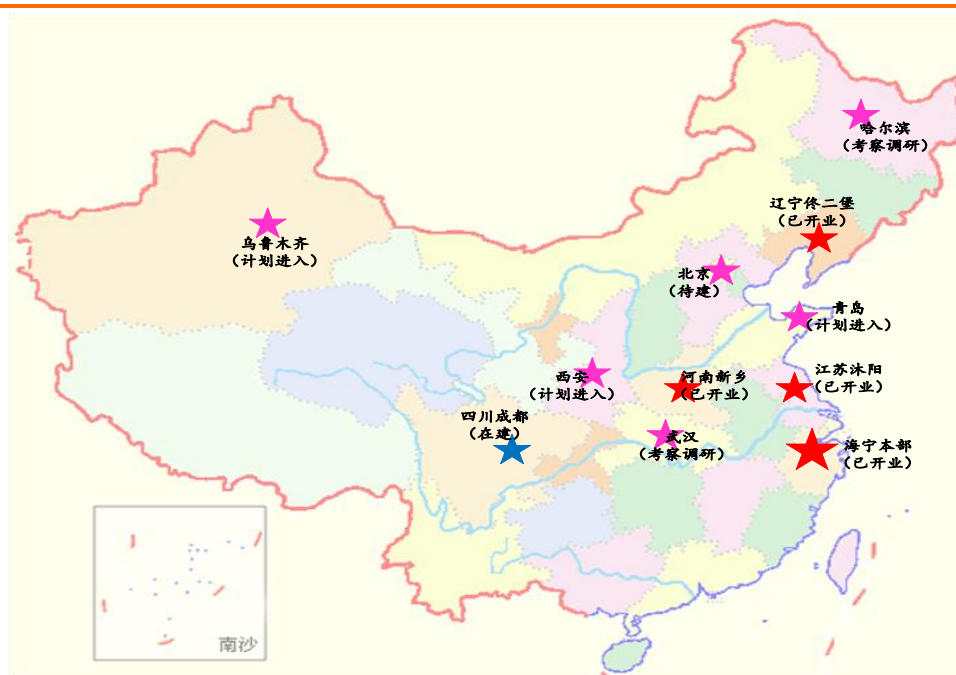 哈尔滨
（考察调研）
辽宁佟二堡
（已开业）
乌鲁木齐
（计划进入）
北京
（待建）
青岛
（计划进入）
西安
（计划进入）
河南新乡
（已开业）
江苏沭阳
（已开业）
四川成都
（在建）
武汉
（考察调研）
海宁本部
（已开业）
南沙